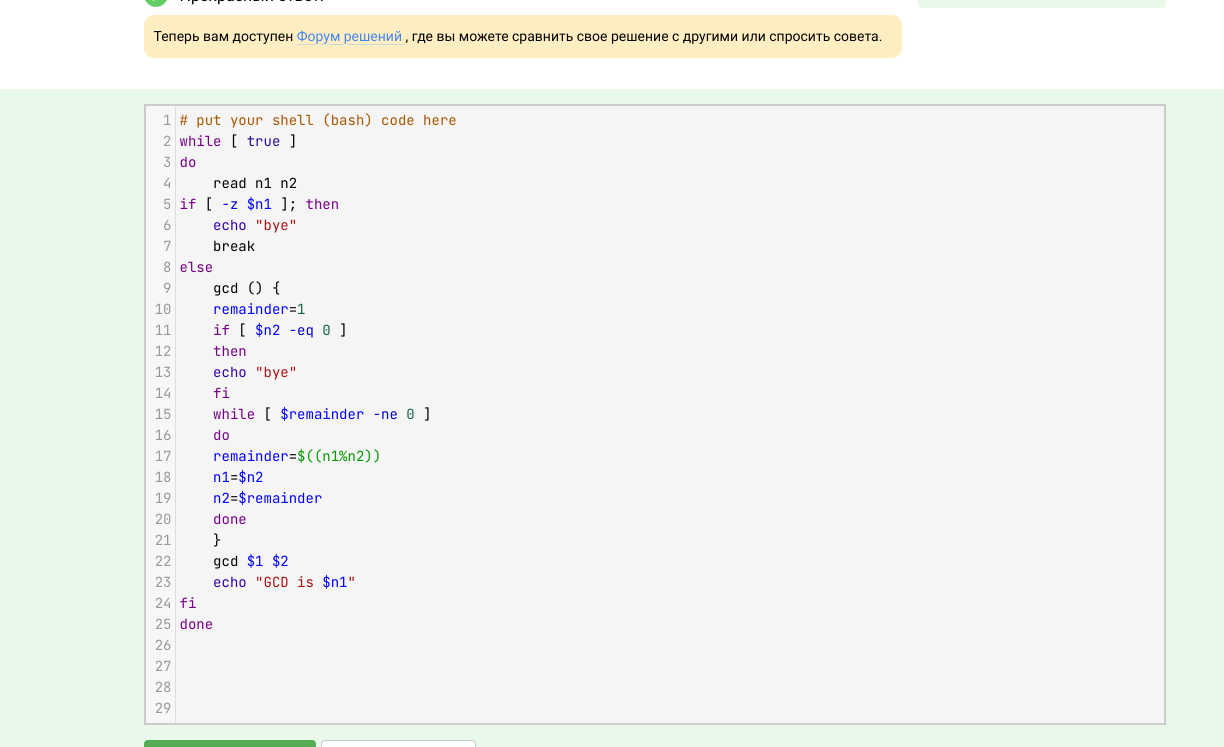 Теперь вам доступен Форум решений , где вы можете сравнить свое решение с другими или спросить совета.
1 # put your shell (bash) code here
2 while [ true ]
3 do
4     read n1 n2
5 if [ -z $n1 ]; then
6     echo "bye"
7     break
8 else
9     gcd () {
10     remainder=1
11     if [ $n2 -eq 0 ]
12     then
13     echo "bye"
14     fi
15     while [ $remainder -ne 0 ]
16     do
17     remainder=$((n1%n2))
18     n1=$n2
19     n2=$remainder
20     done
21     }
22     gcd $1 $2
23     echo "GCD is $n1"
24 fi
25 done
26
27
28
29